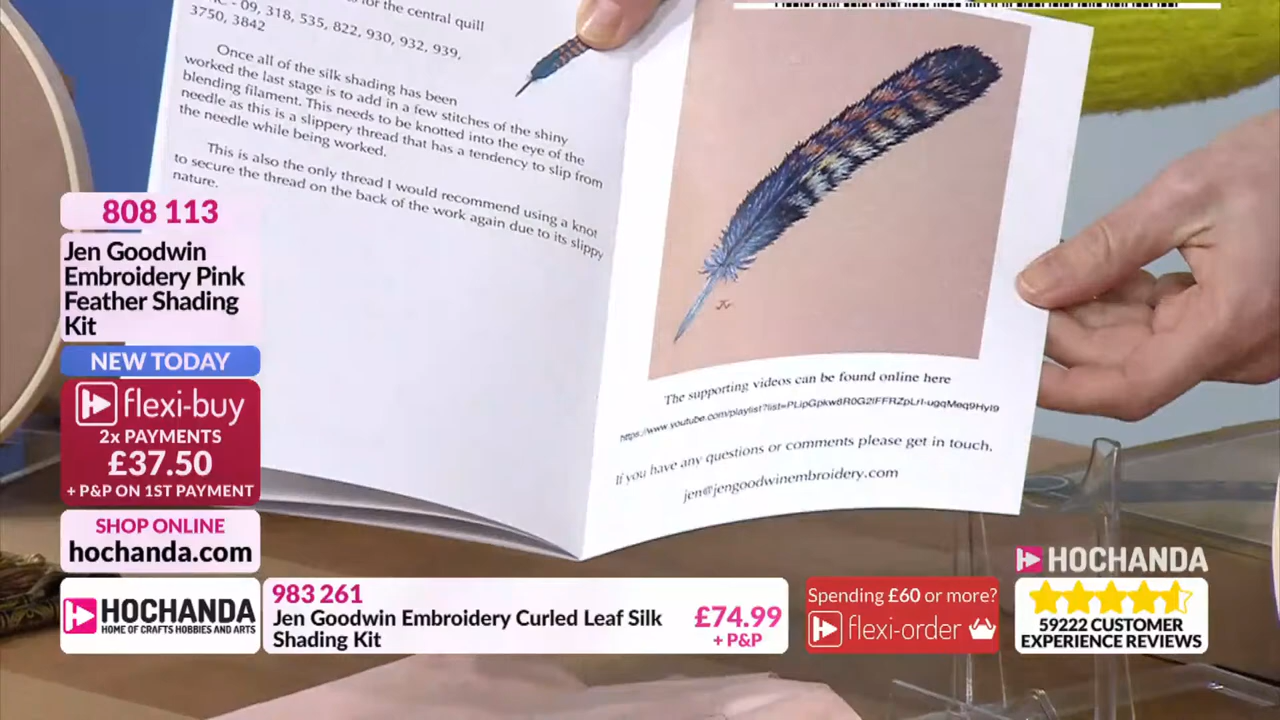 for the central quill
- 09, 318, 535, 822, 930, 932, 939,
3750, 3842
Once all of the silk shading has been
worked the last stage is to add in a few stitches of the shiny
blending filament. This needs to be knotted into the eye of the
needle as this is a slippery thread that has a tendency to slip from
the needle while being worked.
This is also the only thread I would recommend using a knot
to secure the thread on the back of the work again due to its slippy
nature.
The supporting videos can be found online here
If you have any questions or comments please get in touch.
jen@jengoodwinembroidery.com
808 113
Jen Goodwin
Embroidery Pink
Feather Shading
Kit
NEW TODAY
flexi-buy
2x PAYMENTS
£37.50
+ P&P ON 1ST PAYMENT
SHOP ONLINE
hochanda.com
HOCHANDA
HOME OF CRAFTS HOBBIES AND ARTS
983 261
Jen Goodwin Embroidery Curled Leaf Silk
Shading Kit
£74.99
+ P&P
Spending £60 or more?
flexi-order
HOCHANDA
59222 CUSTOMER
EXPERIENCE REVIEWS